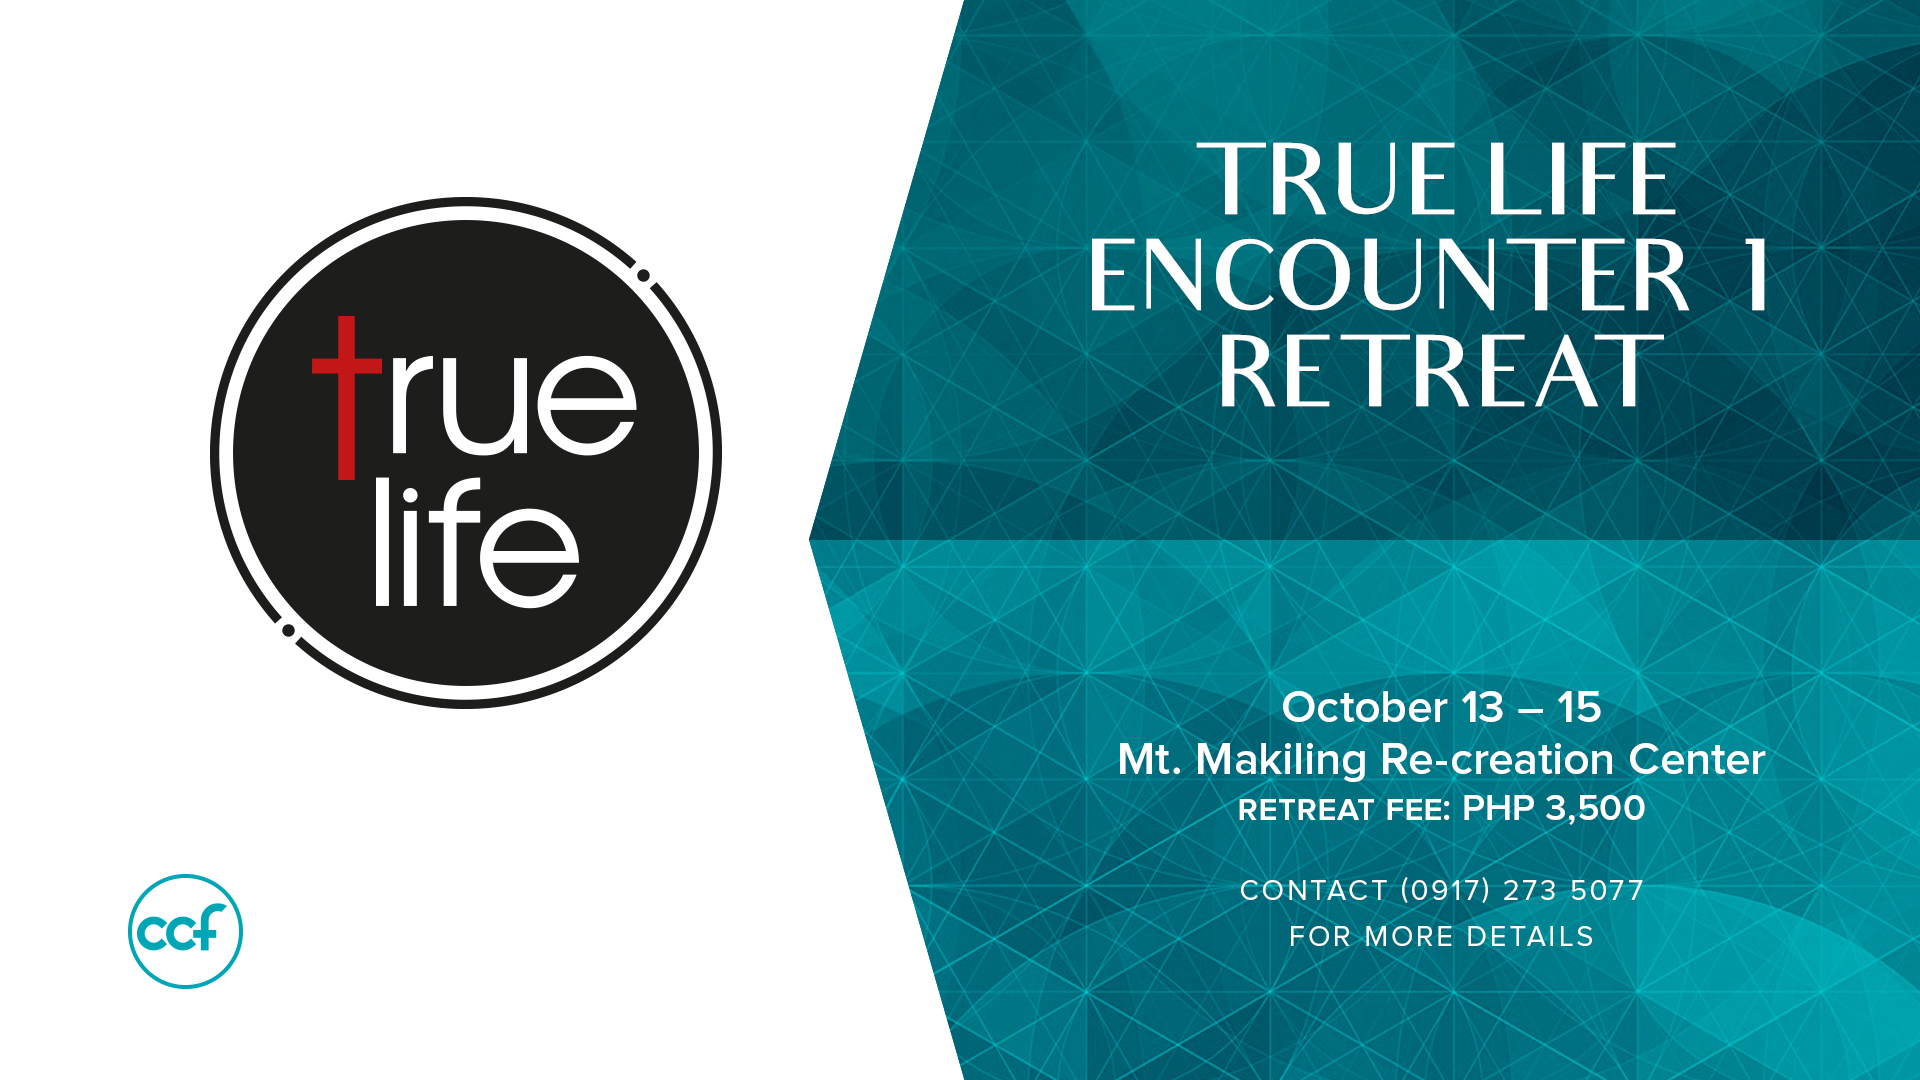 true
life
ccf
TRUE LIFE
ENCOUNTER 1
RETREAT
October 13 – 15
Mt. Makiling Re-creation Center
RETREAT FEE: PHP 3,500
CONTACT (0917) 273 5077
FOR MORE DETAILS